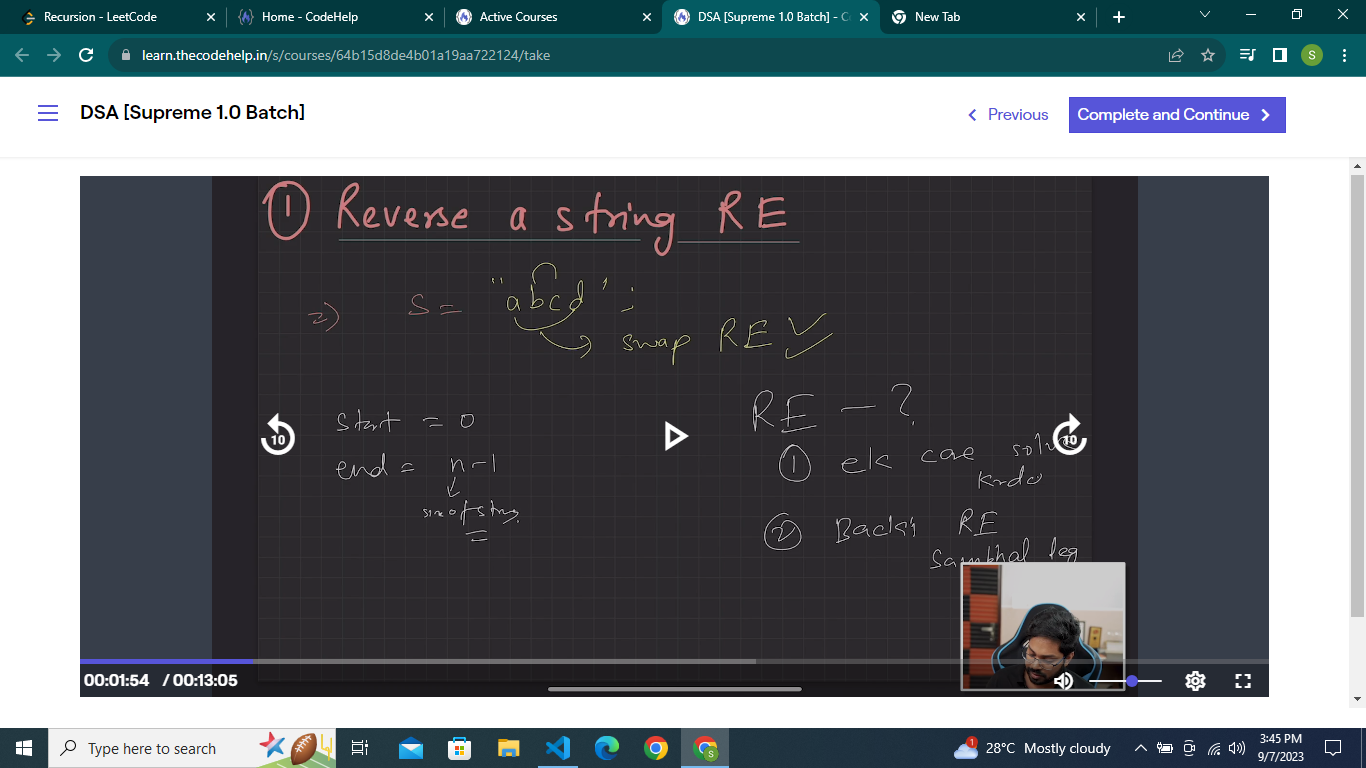 Recursion - LeetCode
Home - CodeHelp
Active Courses
DSA [Supreme 1.0 Batch] - C
New Tab
learn.thecodehelp.in/s/courses/64b15d8de4b01a19aa722124/take
S
DSA [Supreme 1.0 Batch]
Previous
Complete and Continue
① Reverse a string RE
=> S = "abcd" ;
swap RE ✓
start = 0
end = n-1
size of string
RE - ?
① ek case solve
krdo
② Baaki RE
sambhal lega
10
10
00:01:54 / 00:13:05
Type here to search
1
28°C Mostly cloudy
3:45 PM
9/7/2023
S